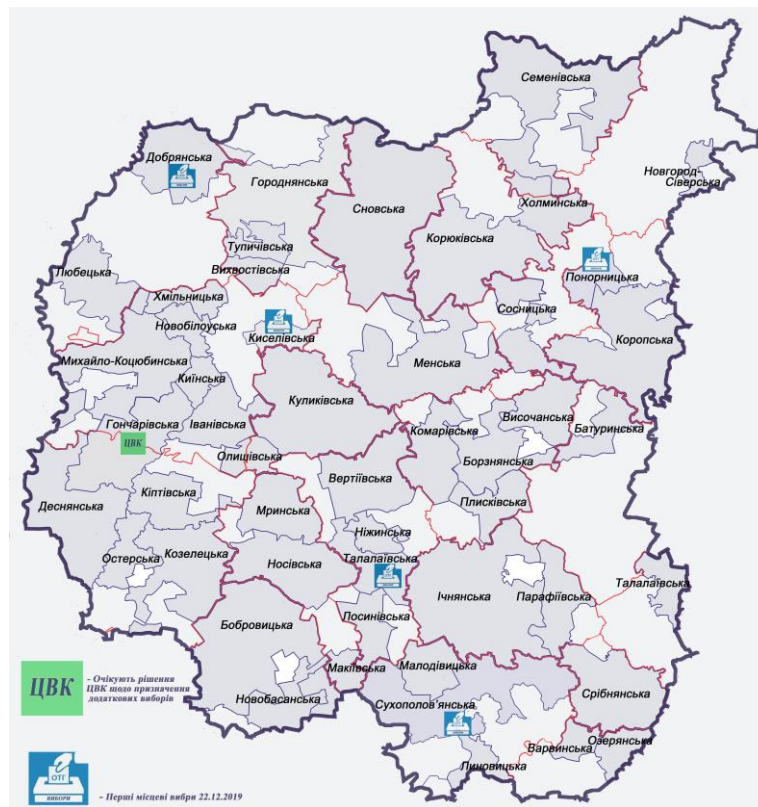 Семенівська
Добрянська
Городнянська
Новгород-
Сіверська
Сновська
Холминська
Корюківська
Тупичівська
Понорницька
Любецька
Вихвостівська
Хмільницька
Сосницька
Новобілоуська
Киселівська
Коропська
Михайло-Коцюбинська
Менська
Київська
Куликівська
Височанська
Гончарівська
Іванівська
Комарівська
Батуринська
ЦВК
Олишівська
Борзнянська
Вертіївська
Деснянська
Кіптівська
Плисківська
Мринська
Ніжинська
Остерська
Козелецька
Носівська
Талалаївська
Ічнянська
Парафіївська
Талалаївська
Лосинівська
Бобровицька
Макіївська
Малодівицька
ЦВК
- Очікують рішення
ЦВК щодо призначення
додаткових виборів
Срібнянська
Новобасанська
Сухополов'янська
Озерянська
Варвинська
Линовицька
ОТГ
ВИБОРИ
- Перші місцеві вибри 22.12.2019